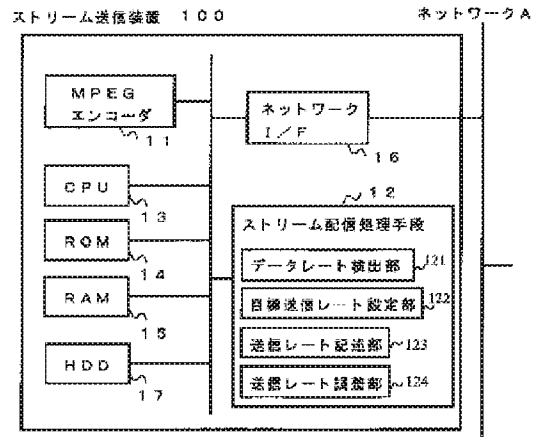 ストリーム送信装置 100
ネットワークA
MPEG
エンコーダ
11
ネットワーク
I/F
16
CPU
13
ROM
14
RAM
15
HDD
17
12
ストリーム配信処理手段
データレート検出部
121
目標送信レート設定部
122
送信レート記述部
123
送信レート調整部
124